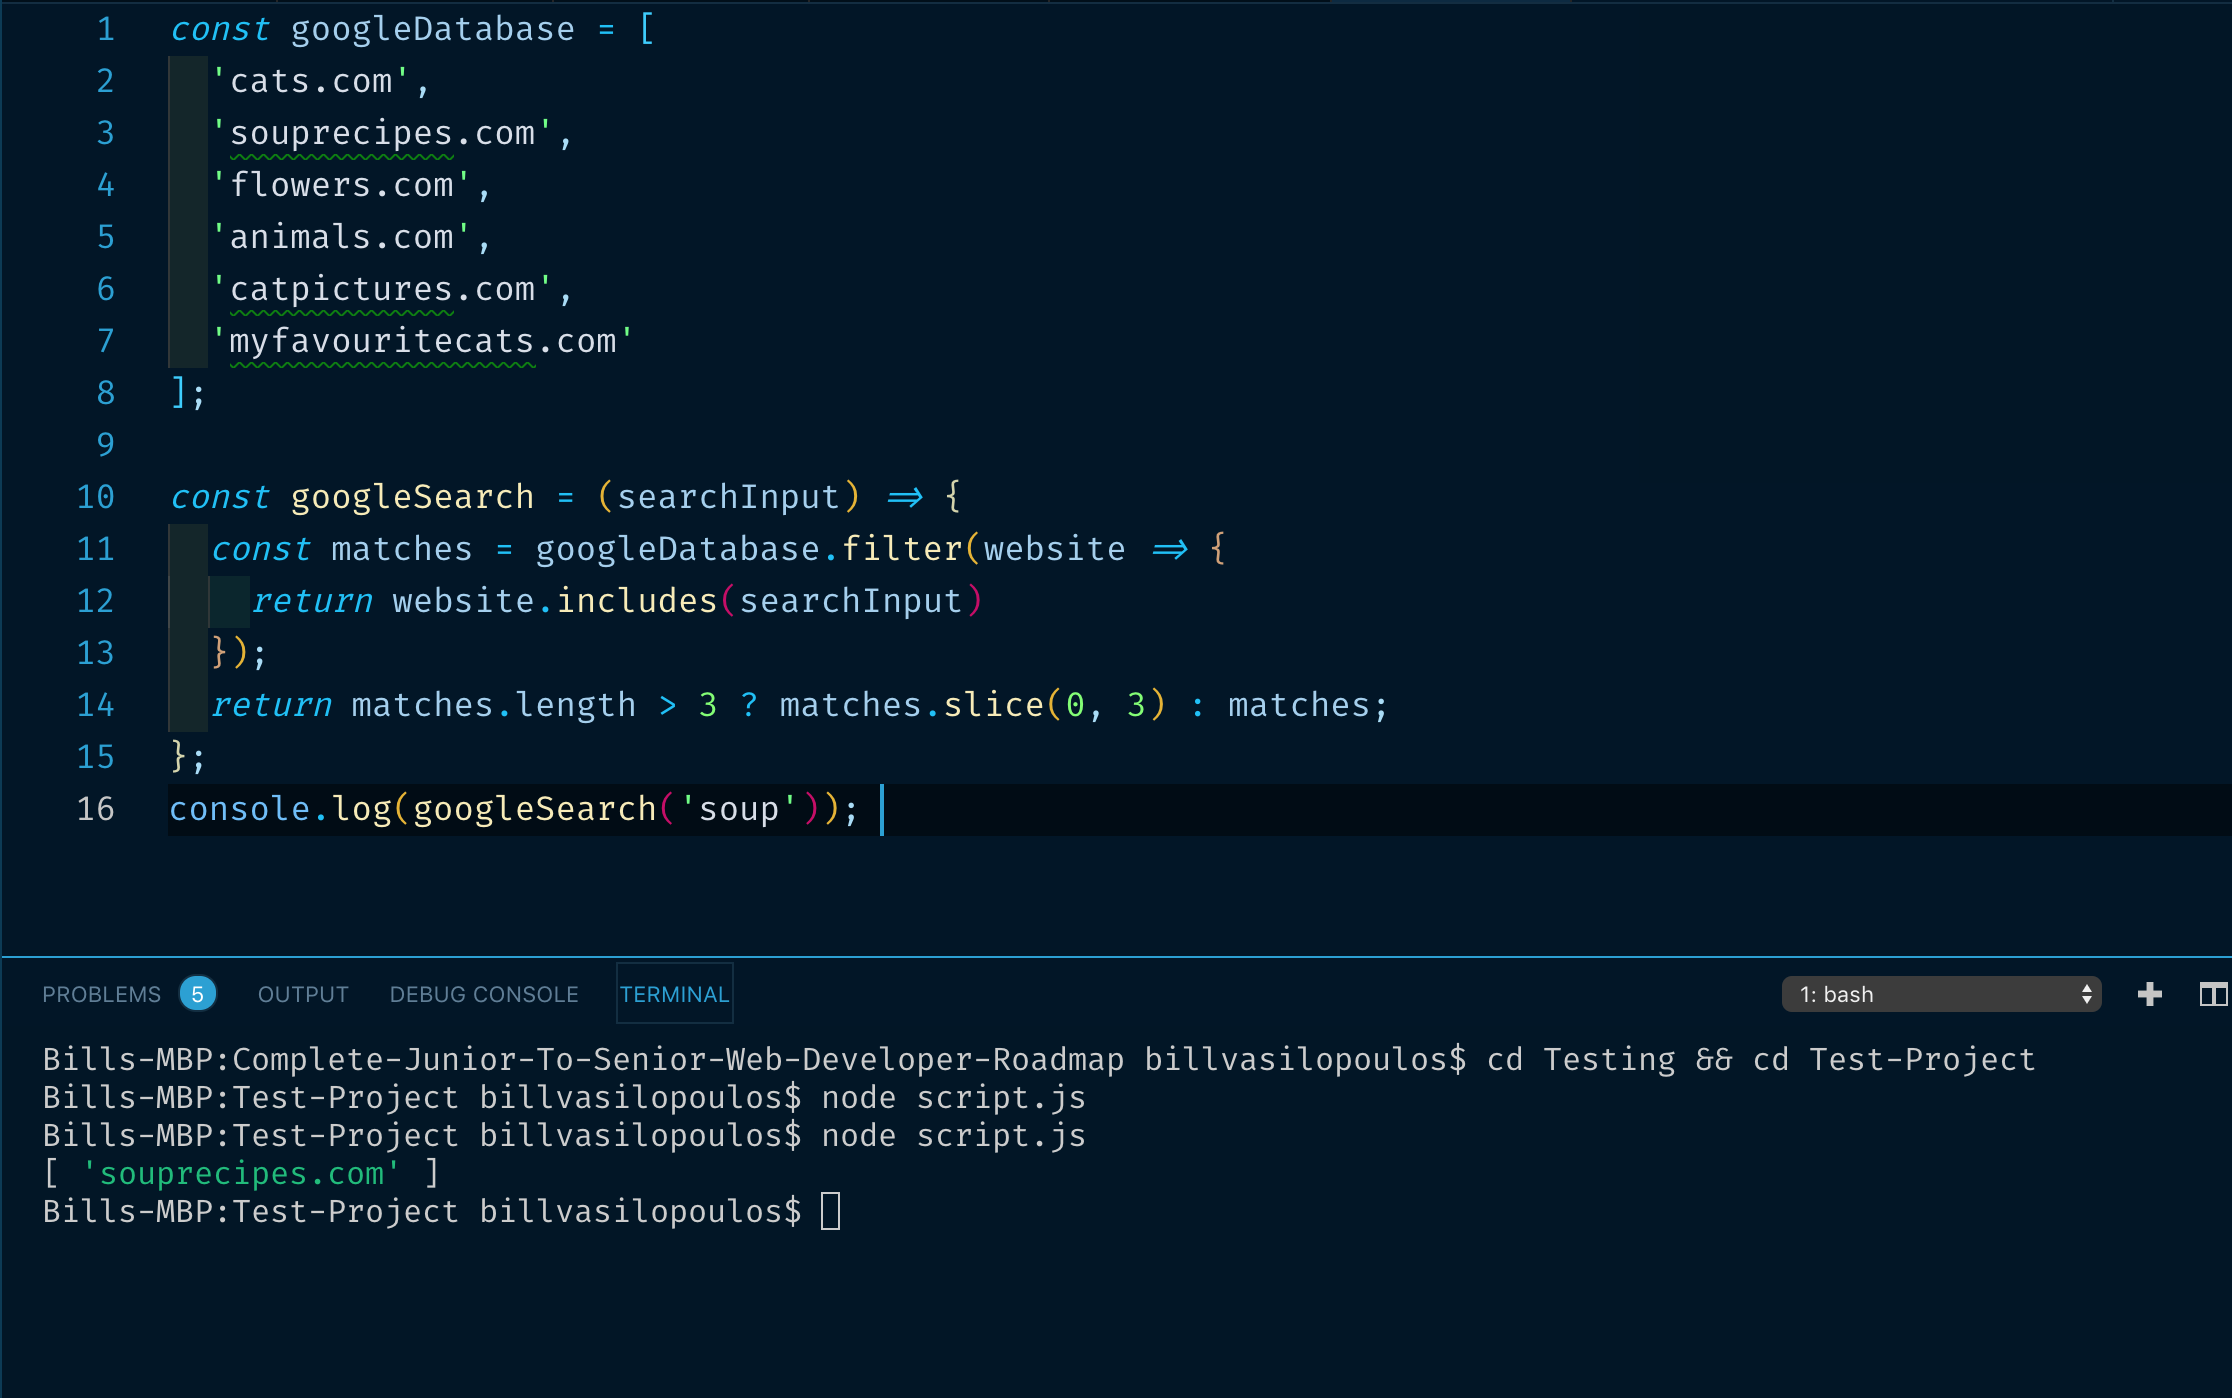 1 const googleDatabase = [
2 'cats.com',
3 'souprecipes.com',
4 'flowers.com',
5 'animals.com',
6 'catpictures.com',
7 'myfavouritecats.com'
8 ];
9
10 const googleSearch = (searchInput) => {
11 const matches = googleDatabase.filter(website => {
12 return website.includes(searchInput)
13 });
14 return matches.length > 3 ? matches.slice(0, 3) : matches;
15 };
16 console.log(googleSearch('soup'));
PROBLEMS 5 OUTPUT DEBUG CONSOLE TERMINAL 1: bash
Bills-MBP:Complete-Junior-To-Senior-Web-Developer-Roadmap billvasilopoulos$ cd Testing && cd Test-Project
Bills-MBP:Test-Project billvasilopoulos$ node script.js
Bills-MBP:Test-Project billvasilopoulos$ node script.js
[ 'souprecipes.com' ]
Bills-MBP:Test-Project billvasilopoulos$